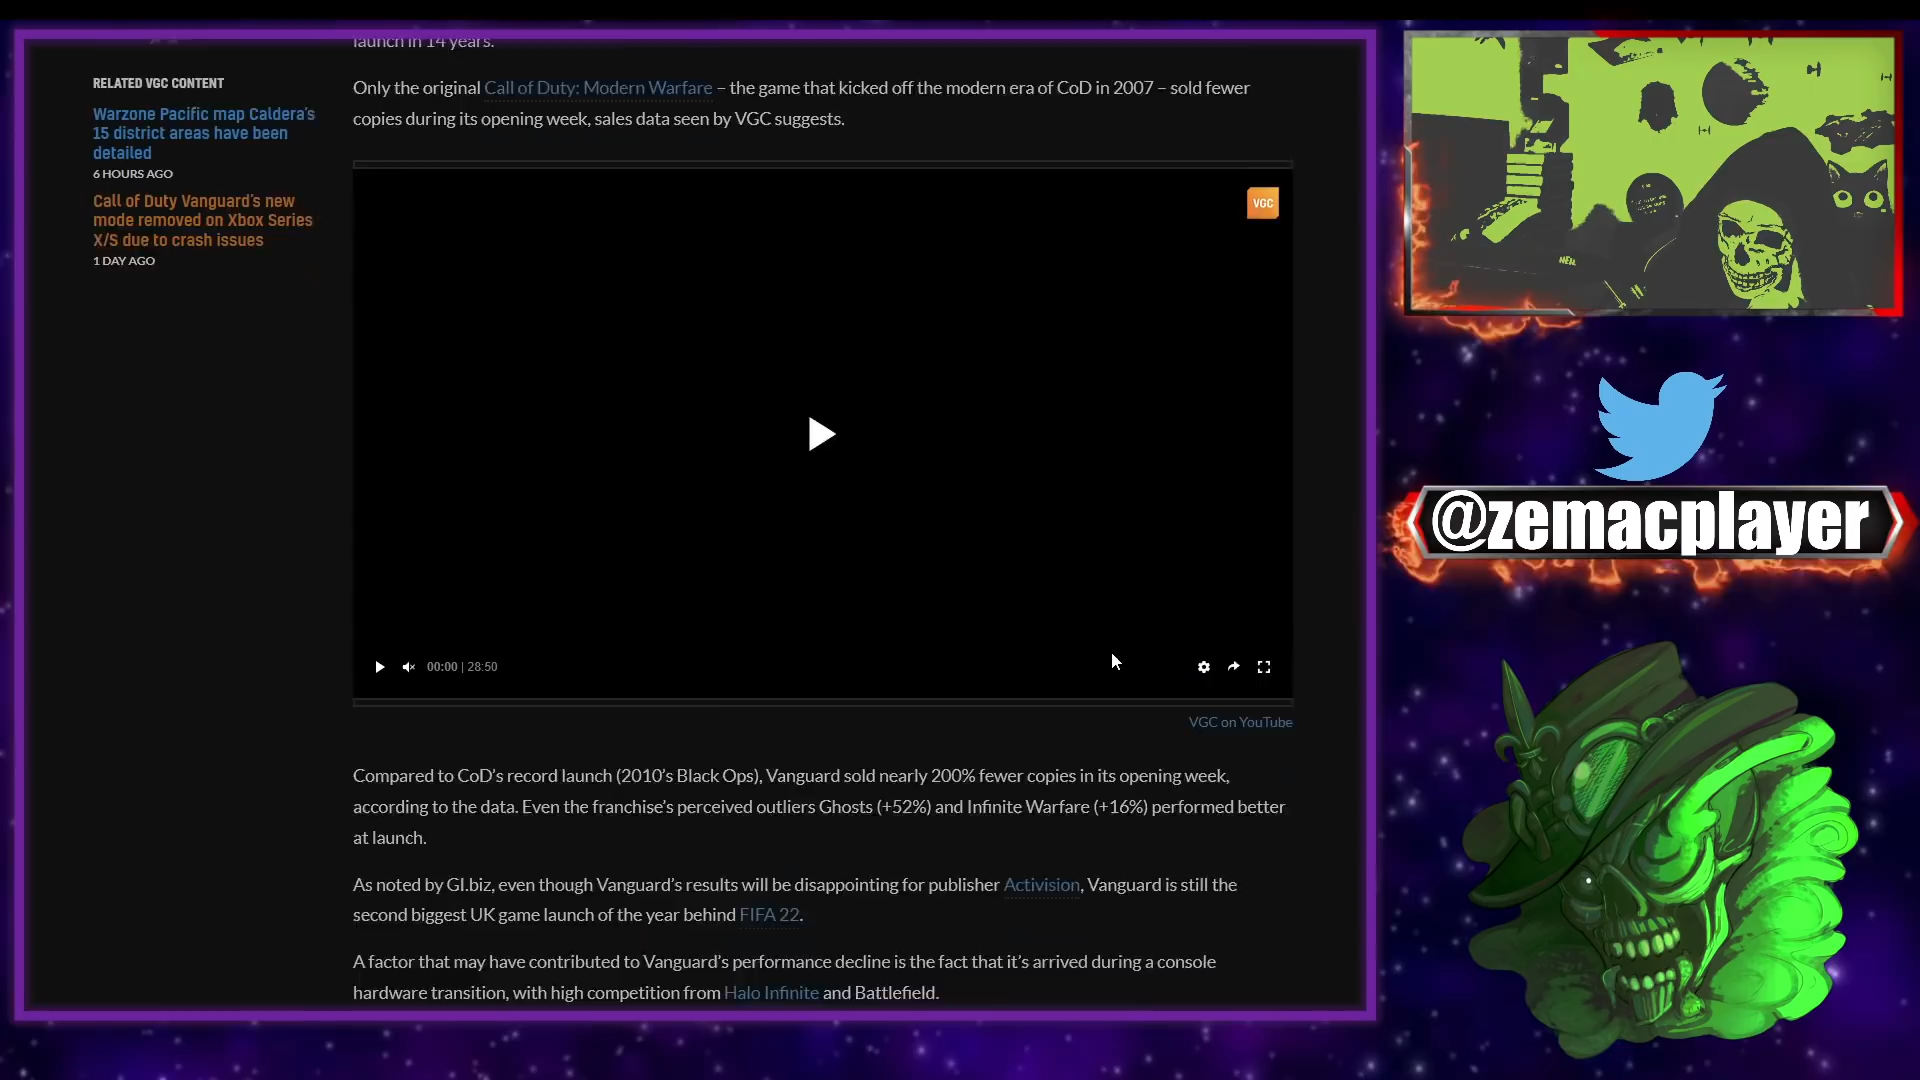 launch in 14 years.
RELATED VGC CONTENT
Warzone Pacific map Caldera's
15 district areas have been
detailed
6 HOURS AGO
Call of Duty Vanguard's new
mode removed on Xbox Series
X/S due to crash issues
1 DAY AGO
Only the original Call of Duty: Modern Warfare – the game that kicked off the modern era of CoD in 2007 – sold fewer
copies during its opening week, sales data seen by VGC suggests.
VGC
00:00 | 28:50
VGC on YouTube
Compared to CoD's record launch (2010's Black Ops), Vanguard sold nearly 200% fewer copies in its opening week,
according to the data. Even the franchise's perceived outliers Ghosts (+52%) and Infinite Warfare (+16%) performed better
at launch.
As noted by GI.biz, even though Vanguard's results will be disappointing for publisher Activision, Vanguard is still the
second biggest UK game launch of the year behind FIFA 22.
A factor that may have contributed to Vanguard's performance decline is the fact that it's arrived during a console
hardware transition, with high competition from Halo Infinite and Battlefield.
@zemacplayer